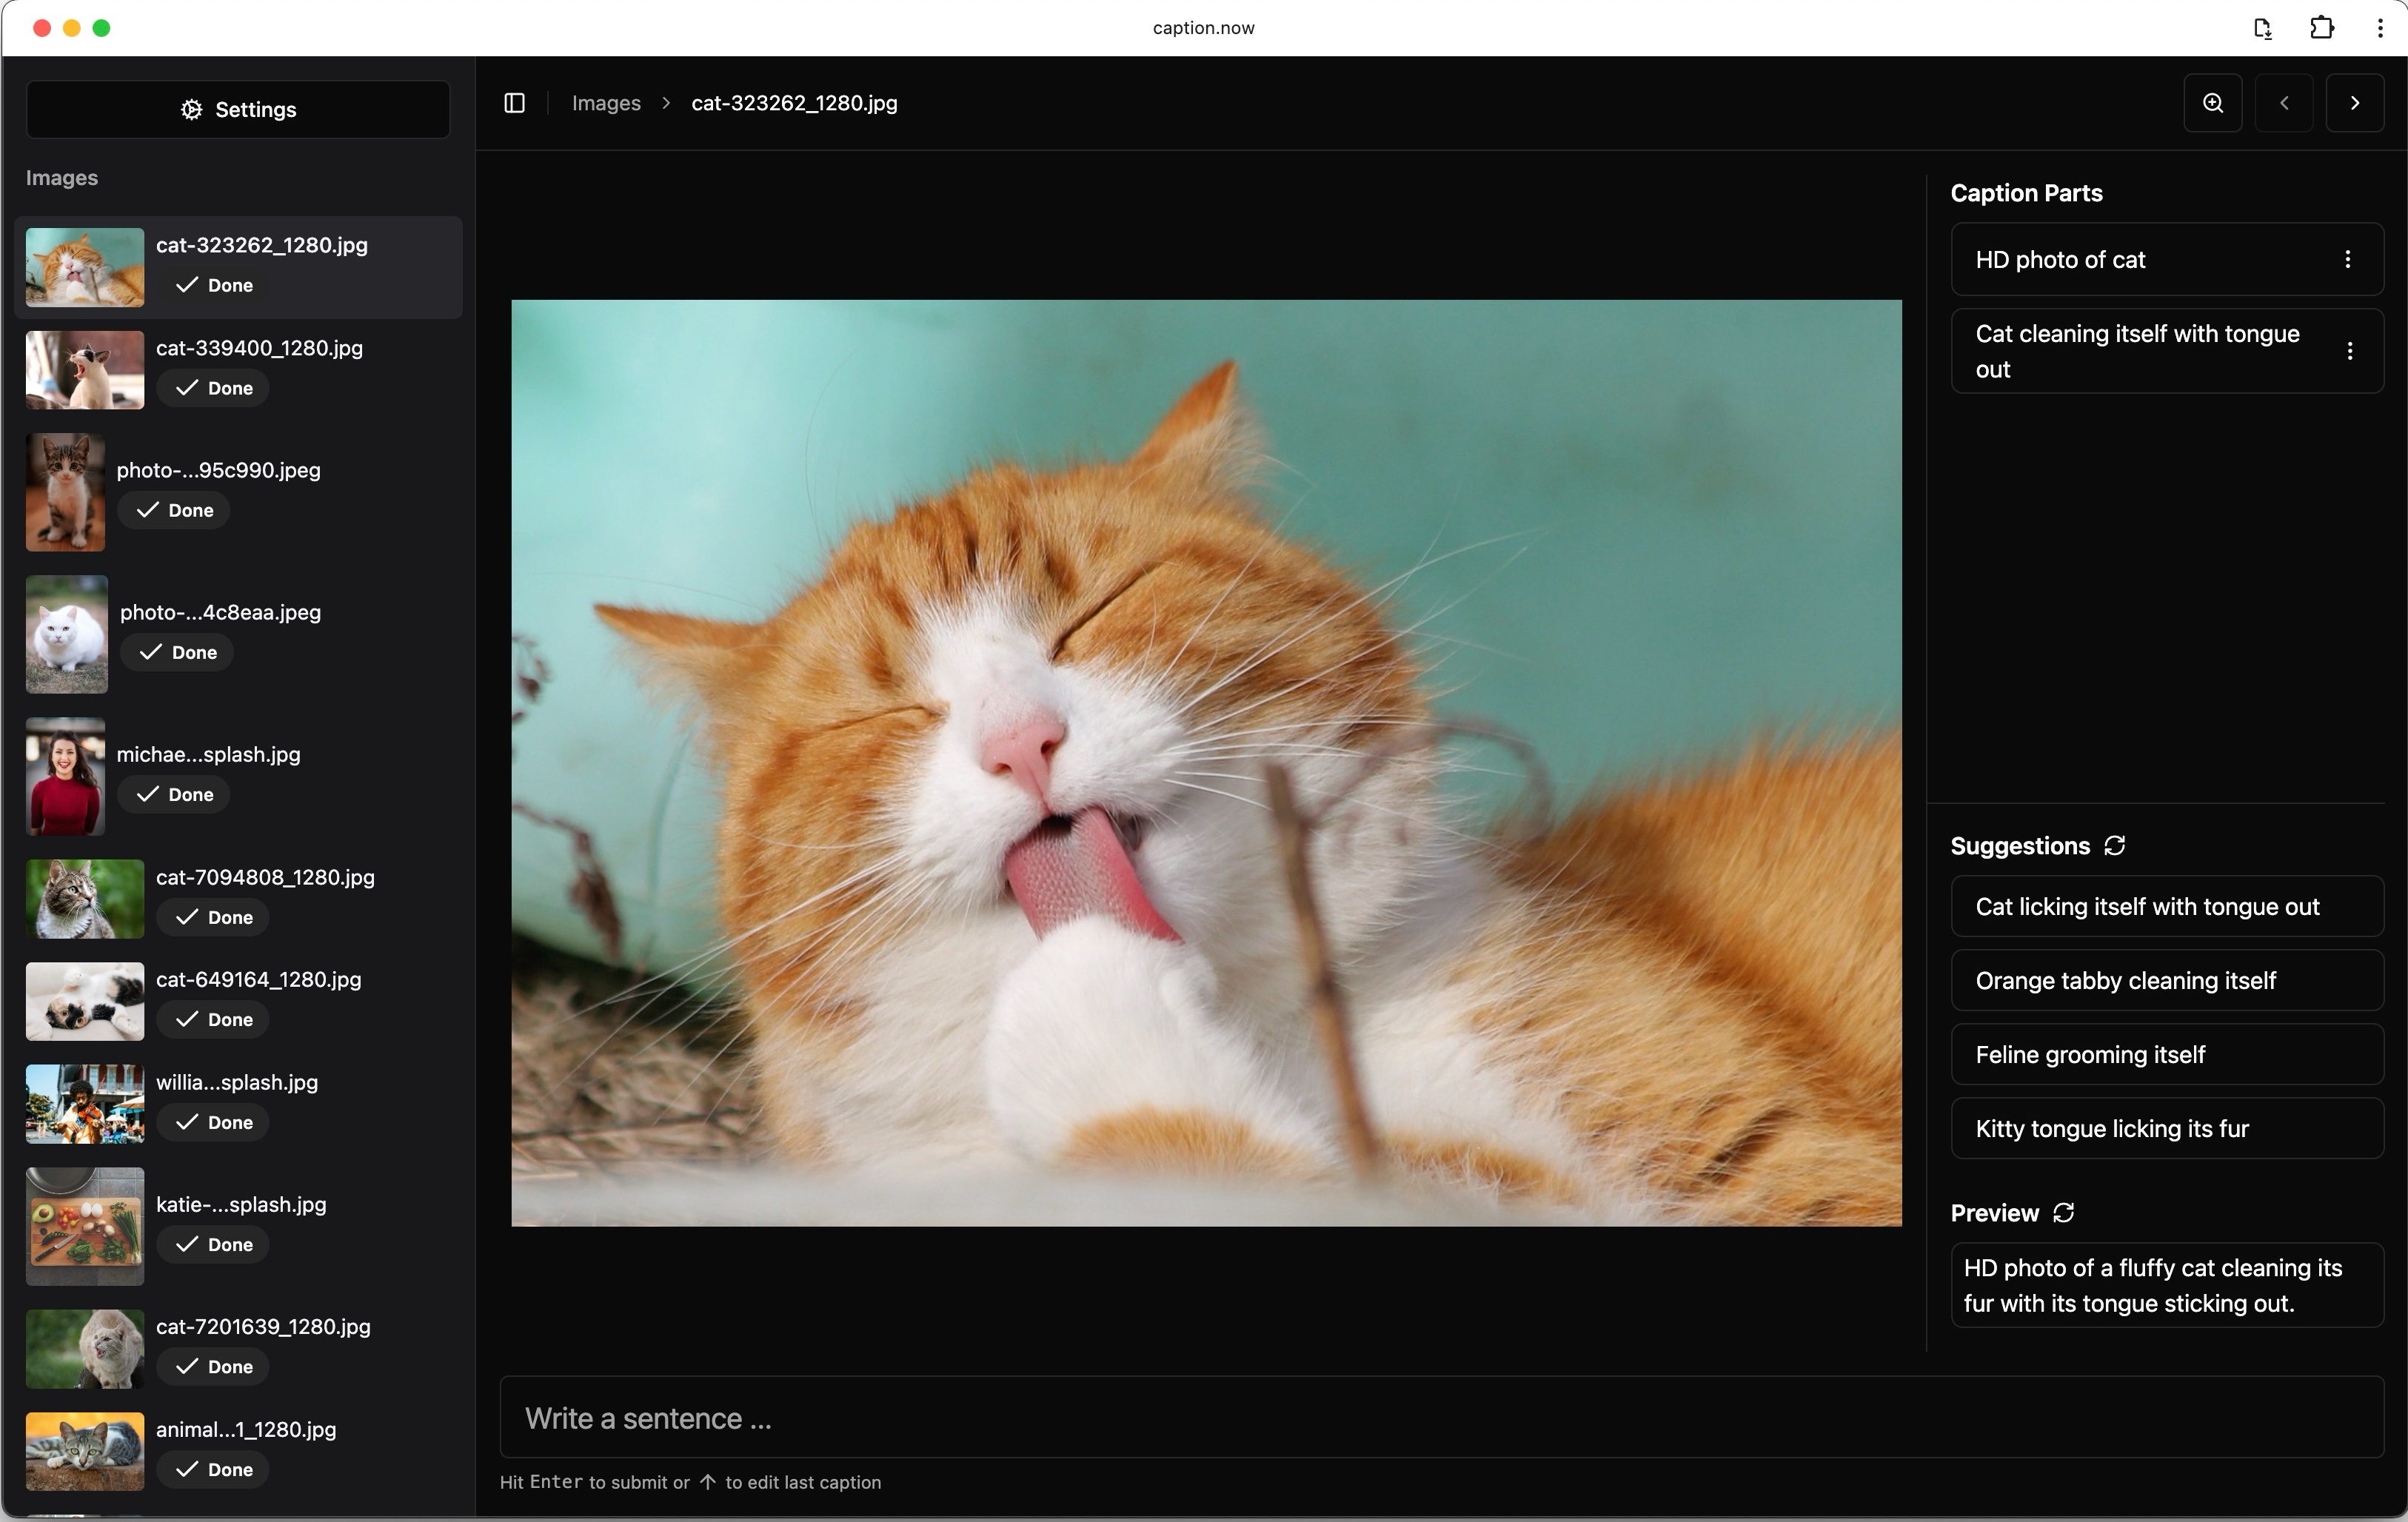 caption.now
Settings
Images
cat-323262_1280.jpg
Done
cat-339400_1280.jpg
Done
photo-...95c990.jpeg
Done
photo-...4c8eaa.jpeg
Done
michae...splash.jpg
Done
cat-7094808_1280.jpg
Done
cat-649164_1280.jpg
Done
willia...splash.jpg
Done
katie-...splash.jpg
Done
cat-7201639_1280.jpg
Done
animal...1_1280.jpg
Done
Images > cat-323262_1280.jpg
Caption Parts
HD photo of cat
Cat cleaning itself with tongue
out
Suggestions
Cat licking itself with tongue out
Orange tabby cleaning itself
Feline grooming itself
Kitty tongue licking its fur
Preview
HD photo of a fluffy cat cleaning its
fur with its tongue sticking out.
Write a sentence ...
Hit Enter to submit or ↑ to edit last caption